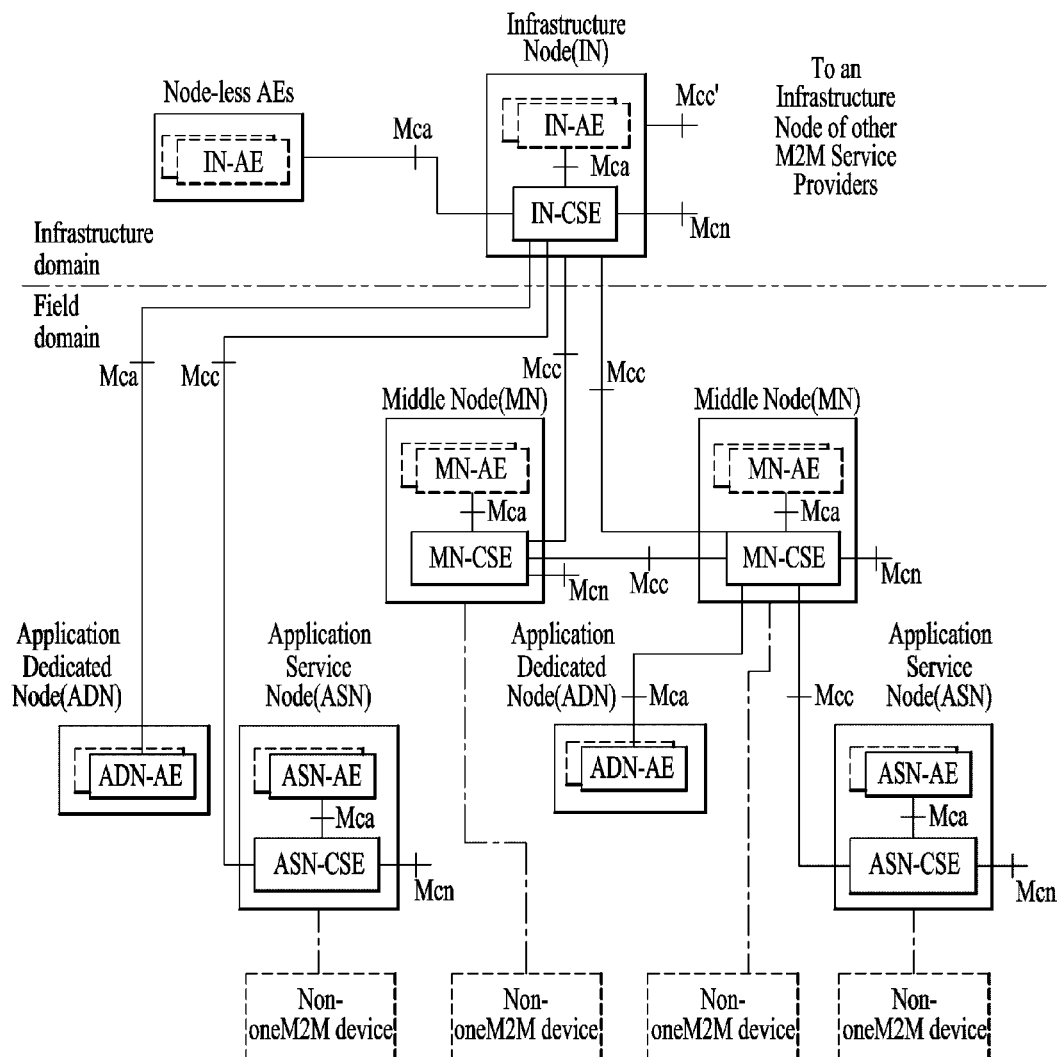 Infrastructure
Node(IN)
Node-less AEs
To an
Infrastructure
Node of other
M2M Service
Providers
Mcc'
Mca
IN-AE
IN-AE
Mca
IN-CSE
Mcn
Infrastructure
domain
Field
domain
Mca
Mcc
Mcc
Mcc
Middle Node(MN)
Middle Node(MN)
MN-AE
MN-AE
Mca
Mca
MN-CSE
MN-CSE
Mcn
Mcc
Mcn
Application
Dedicated
Node(ADN)
Application
Service
Node(ASN)
Application
Dedicated
Node(ADN)
Application
Service
Node(ASN)
Mca
Mcc
ADN-AE
ASN-AE
ADN-AE
ASN-AE
Mca
Mca
ASN-CSE
ASN-CSE
Mcn
Mcn
Non-
oneM2M device
Non-
oneM2M device
Non-
oneM2M device
Non-
oneM2M device